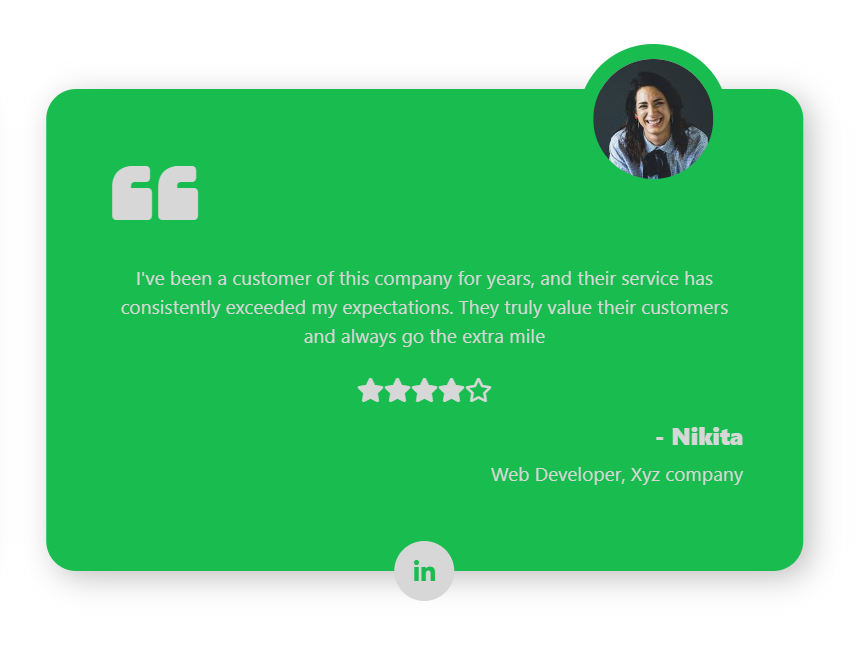 I've been a customer of this company for years, and their service has
consistently exceeded my expectations. They truly value their customers
and always go the extra mile
- Nikita
Web Developer, Xyz company
in